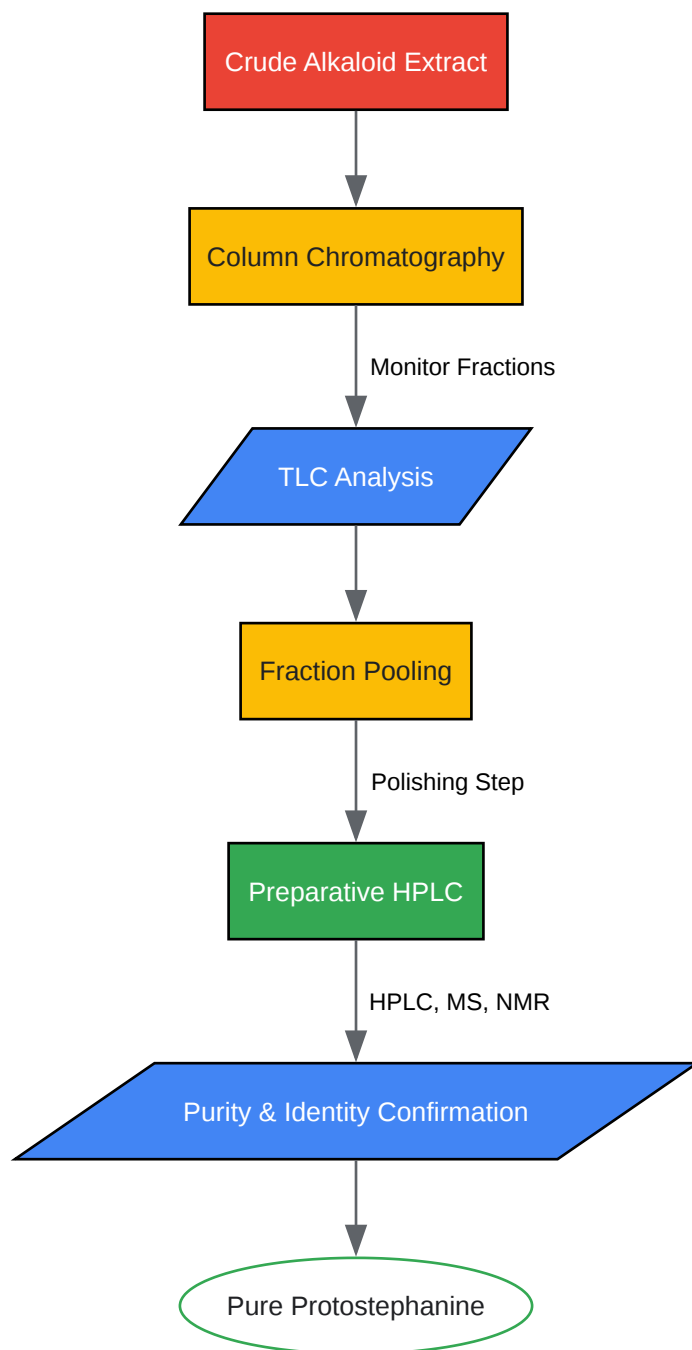 Crude Alkaloid Extract
Column Chromatography
Monitor Fractions
TLC Analysis
Fraction Pooling
Polishing Step
Preparative HPLC
HPLC, MS, NMR
Purity & Identity Confirmation
Pure Protostephanine